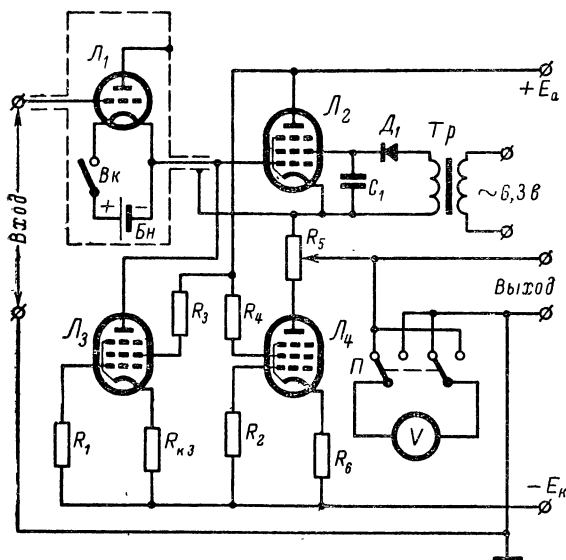 Л₁
Л₂
+ Eₐ
Д₁
Тр
Вк
C₁
~ 6,3 в
+ −
Бн
Вход
R₅
Выход
Л₃
R₃
R₄
Л₄
П
R₁
Rк3
R₂
R₆
V
− Eк